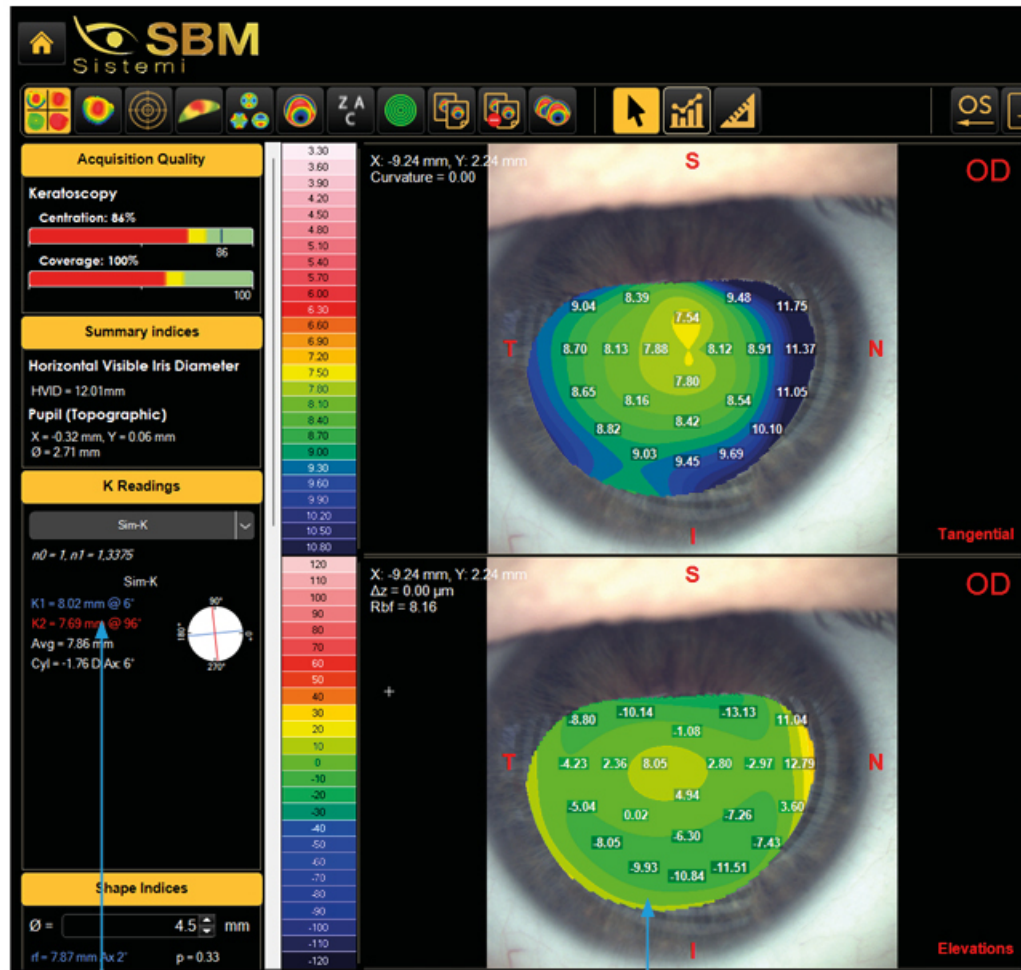 SBM
Sistemi
Z A
C
OS
Acquisition Quality
Keratoscopy
Centration: 86%
86
Coverage: 100%
100
Summary indices
Horizontal Visible Iris Diameter
HVID = 12.01mm
Pupil (Topographic)
X = -0.32 mm, Y = 0.06 mm
Ø = 2.71 mm
K Readings
Sim-K
n0 = 1, n1 = 1,3375
Sim-K
K1 = 8.02 mm @ 6°
K2 = 7.69 mm @ 96°
Avg = 7.86 mm
Cyl = -1.76 D Ax: 6°
90°
180°
0°
270°
Shape Indices
Ø = 4.5 mm
rf = 7.87 mm Ax 2°
p = 0.33
3.30
3.60
3.90
4.20
4.50
4.80
5.10
5.40
5.70
6.00
6.30
6.60
6.90
7.20
7.50
7.80
8.10
8.40
8.70
9.00
9.30
9.60
9.90
10.20
10.50
10.80
X: -9.24 mm, Y: 2.24 mm
Curvature = 0.00
S
OD
9.04 8.39 9.48 11.75
7.54
T 8.70 8.13 7.88 8.12 8.91 11.37 N
7.80
8.65 8.16 8.54 11.05
8.42
8.82 10.10
9.03 9.45 9.69
I
Tangential
120
110
100
90
80
70
60
50
40
30
20
10
0
-10
-20
-30
-40
-50
-60
-70
-80
-90
-100
-110
-120
X: -9.24 mm, Y: 2.24 mm
Δz = 0.00 µm
Rbf = 8.16
S
OD
-8.80 -10.14 -13.13 11.04
-1.08
T -4.23 2.36 8.05 2.80 -2.97 12.79 N
4.94
-5.04 0.02 -7.26 3.60
-6.30
-8.05 -7.43
-9.93 -10.84 -11.51
I
Elevations